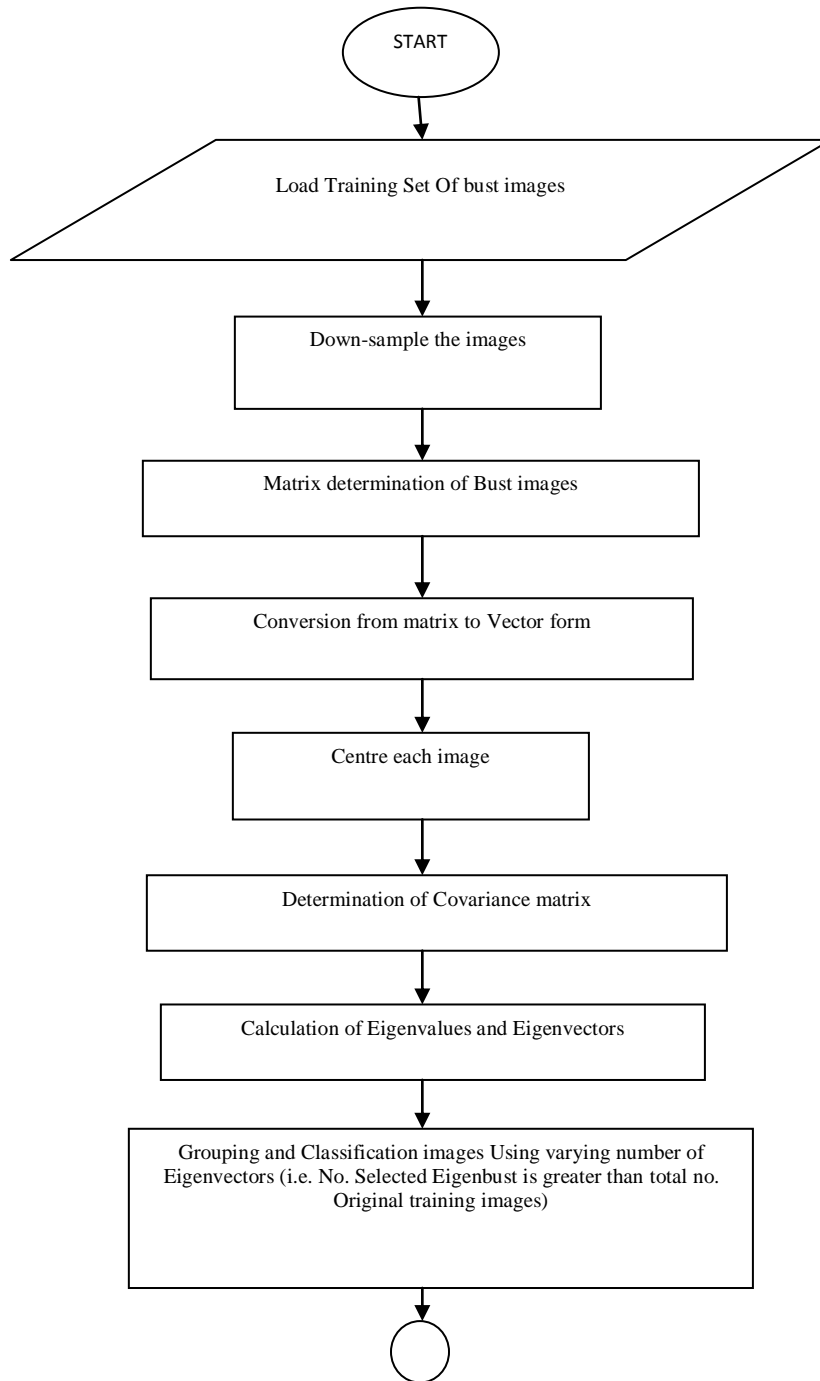 START
Load Training Set Of bust images
Down-sample the images
Matrix determination of Bust images
Conversion from matrix to Vector form
Centre each image
Determination of Covariance matrix
Calculation of Eigenvalues and Eigenvectors
Grouping and Classification images Using varying number of
Eigenvectors (i.e. No. Selected Eigenbust is greater than total no.
Original training images)